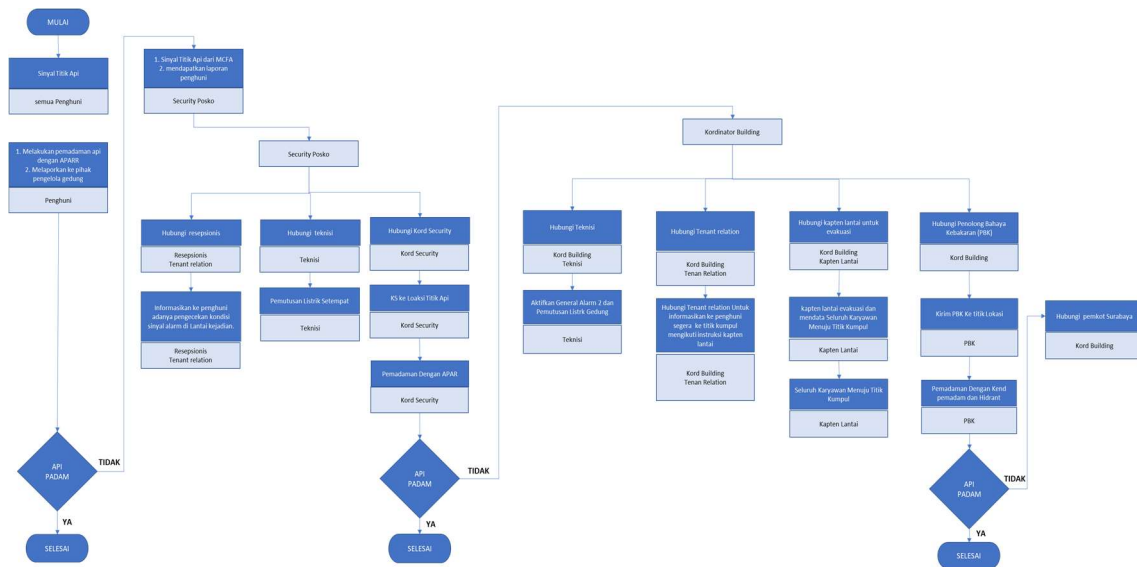 MULAI
Sinyal Titik Api
semua Penghuni
1. Melakukan pemadaman api
dengan APARR
2. Melaporkan ke pihak
pengelola gedung
Penghuni
API
PADAM
TIDAK
YA
SELESAI
1. Sinyal Titik Api dari MCFA
2. mendapatkan laporan
penghuni
Security Posko
Security Posko
Hubungi resepsionis
Resepsionis
Tenant relation
Informasikan ke penghuni
adanya pengecekan kondisi
sinyal alarm di Lantai kejadian.
Resepsionis
Tenant relation
Hubungi teknisi
Teknisi
Pemutusan Listrik Setempat
Teknisi
Hubungi Kord Security
Kord Security
KS ke Loaksi Titik Api
Kord Security
Pemadaman Dengan APAR
Kord Security
API
PADAM
TIDAK
YA
SELESAI
Kordinator Building
Hubungi Teknisi
Kord Building
Teknisi
Aktifkan General Alarm 2 dan
Pemutusan Listrk Gedung
Teknisi
Hubungi Tenant relation
Kord Building
Tenan Relation
Hubungi Tenant relation Untuk
informasikan ke penghuni
segera ke titik kumpul
mengikuti instruksi kapten
lantai
Kord Building
Tenan Relation
Hubungi kapten lantai untuk
evakuasi
Kord Building
Kapten Lantai
kapten lantai evakuasi dan
mendata Seluruh Karyawan
Menuju Titik Kumpul
Kapten Lantai
Seluruh Karyawan Menuju Titik
Kumpul
Kapten Lantai
Hubungi Penolong Bahaya
Kebakaran (PBK)
Kord Building
Kirim PBK Ke titik Lokasi
PBK
Pemadaman Dengan Kend
pemadam dan Hidrant
PBK
API
PADAM
TIDAK
YA
SELESAI
Hubungi pemkot Surabaya
Kord Building